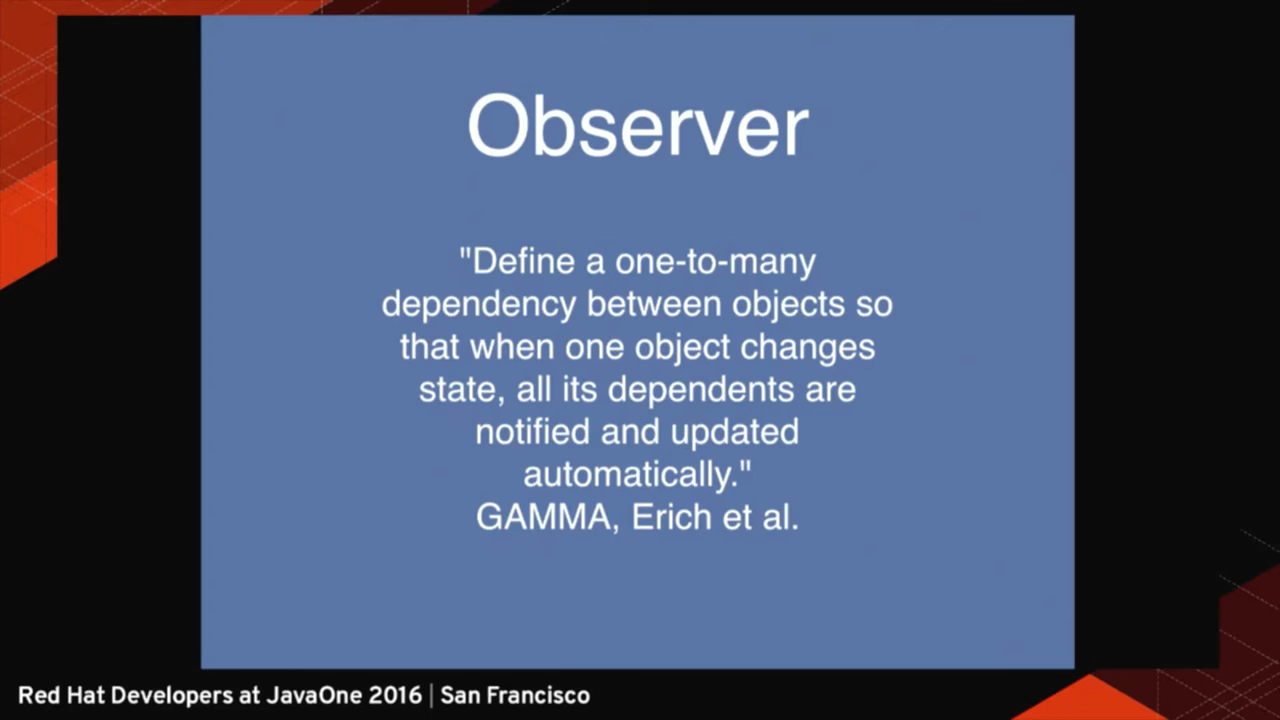 Observer
"Define a one-to-many
dependency between objects so
that when one object changes
state, all its dependents are
notified and updated
automatically."
GAMMA, Erich et al.
Red Hat Developers at JavaOne 2016 | San Francisco